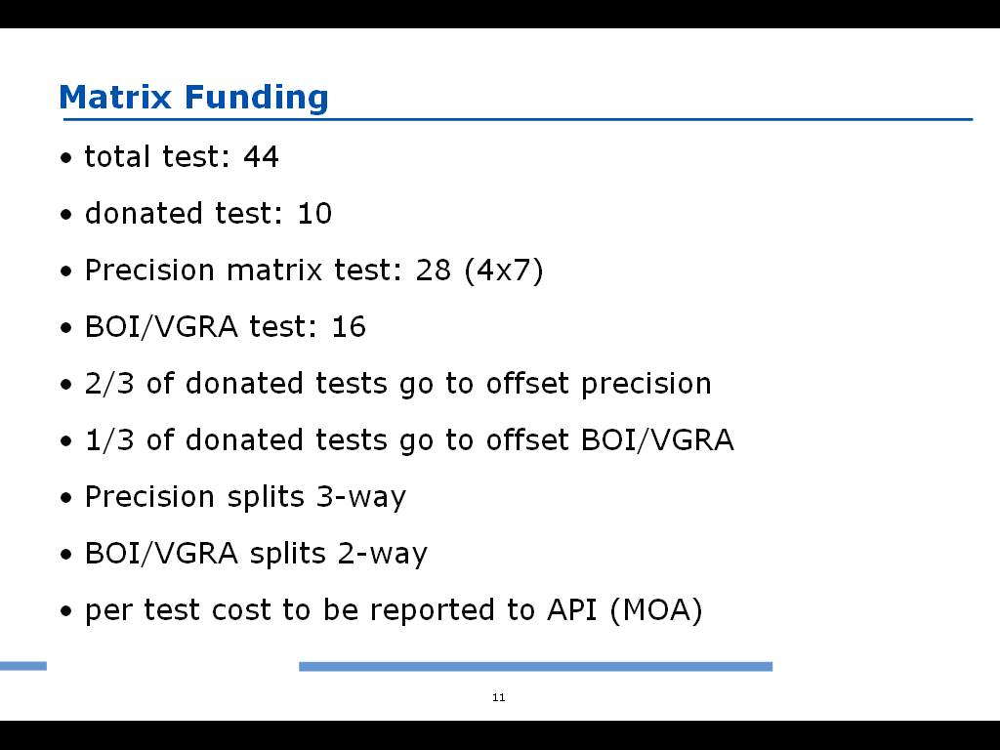 Matrix Funding
• total test: 44
• donated test: 10
• Precision matrix test: 28 (4x7)
• BOI/VGRA test: 16
• 2/3 of donated tests go to offset precision
• 1/3 of donated tests go to offset BOI/VGRA
• Precision splits 3-way
• BOI/VGRA splits 2-way
• per test cost to be reported to API (MOA)
11